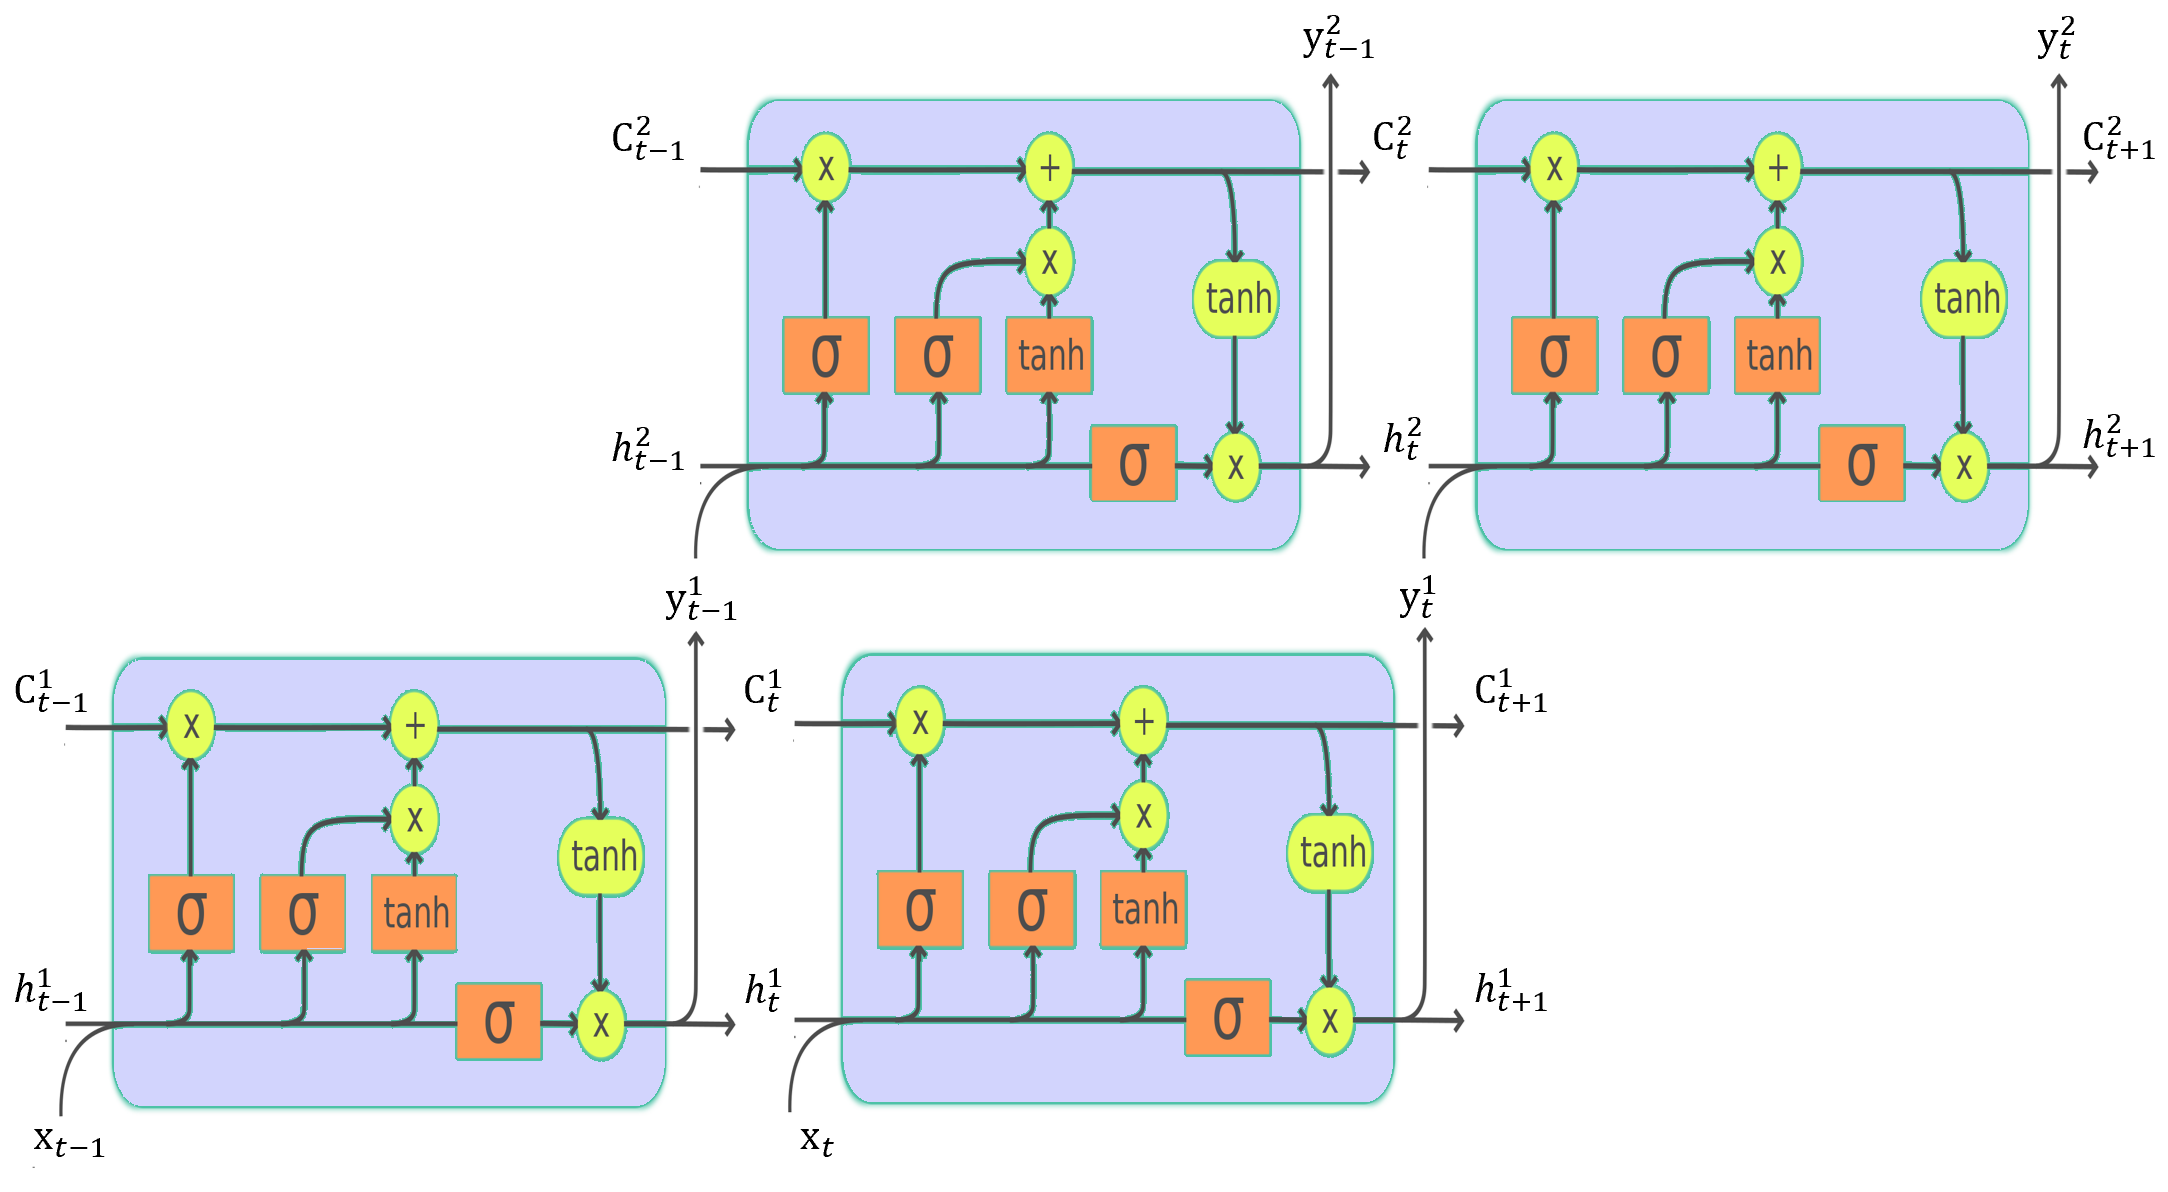 y_{t−1}^2 y_t^2
C_{t−1}^2 x + C_t^2 x + C_{t+1}^2
x x
tanh tanh
σ σ tanh σ σ tanh
h_{t−1}^2 σ x h_t^2 σ x h_{t+1}^2
y_{t−1}^1 y_t^1
C_{t−1}^1 x + C_t^1 x + C_{t+1}^1
x x
tanh tanh
σ σ tanh σ σ tanh
h_{t−1}^1 σ x h_t^1 σ x h_{t+1}^1
x_{t−1} x_t